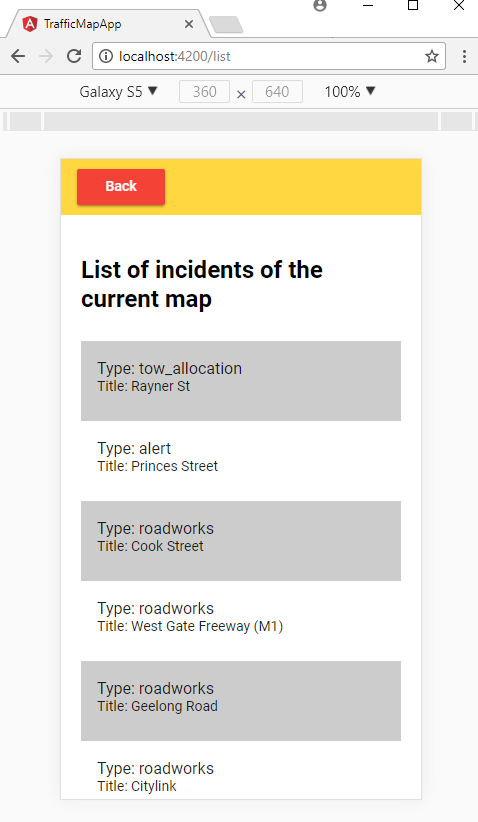 TrafficMapApp
localhost:4200/list
Galaxy S5 ▼ 360 × 640 100% ▼
Back
List of incidents of the
current map
Type: tow_allocation
Title: Rayner St
Type: alert
Title: Princes Street
Type: roadworks
Title: Cook Street
Type: roadworks
Title: West Gate Freeway (M1)
Type: roadworks
Title: Geelong Road
Type: roadworks
Title: Citylink